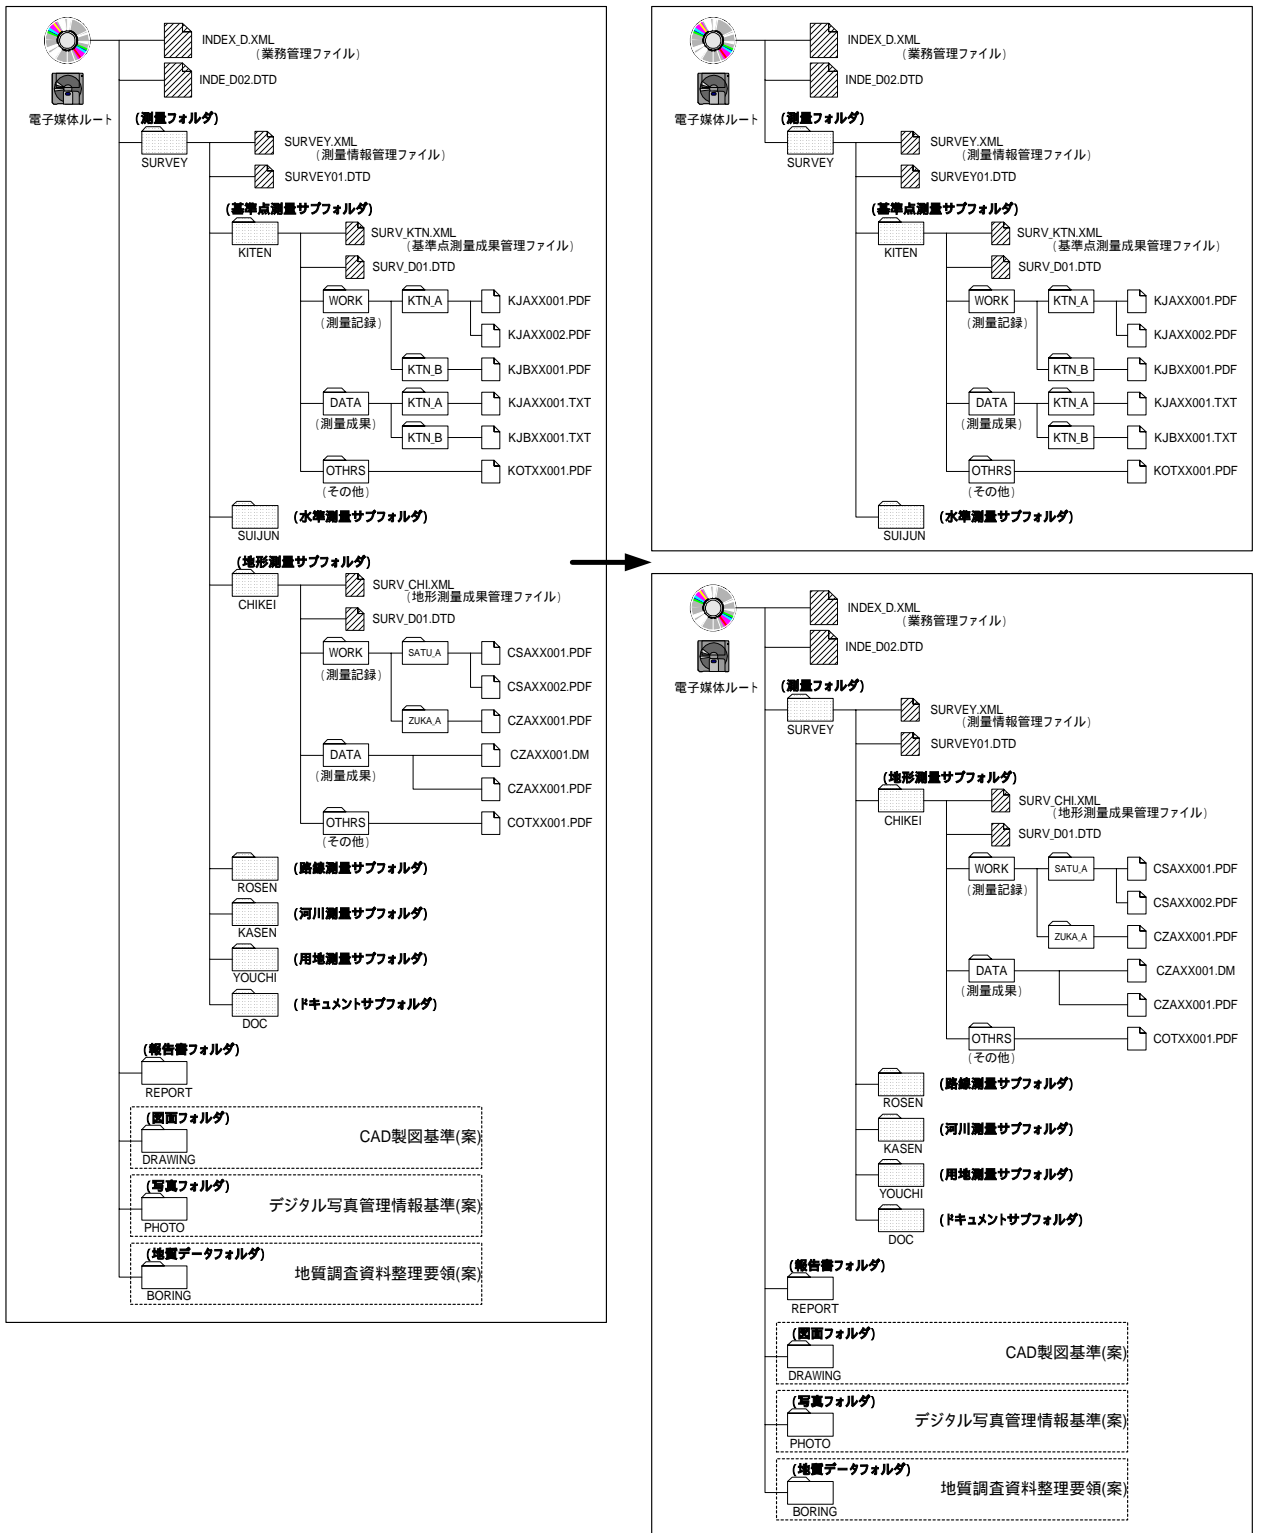 INDEX_D.XML
(業務管理ファイル)
INDE_D02.DTD
電子媒体ルート
(測量フォルダ)
SURVEY
SURVEY.XML
(測量情報管理ファイル)
SURVEY01.DTD
(基準点測量サブフォルダ)
KITEN
SURV_KTN.XML
(基準点測量成果管理ファイル)
SURV_D01.DTD
WORK
(測量記録)
KTN_A
KJAXX001.PDF
KJAXX002.PDF
KTN_B
KJBXX001.PDF
DATA
(測量成果)
KTN_A
KJAXX001.TXT
KTN_B
KJBXX001.TXT
OTHRS
(その他)
KOTXX001.PDF
SUIJUN
(水準測量サブフォルダ)
(地形測量サブフォルダ)
CHIKEI
SURV_CHI.XML
(地形測量成果管理ファイル)
SURV_D01.DTD
WORK
(測量記録)
SATU_A
CSAXX001.PDF
CSAXX002.PDF
ZUKA_A
CZAXX001.PDF
DATA
(測量成果)
CZAXX001.DM
CZAXX001.PDF
OTHRS
(その他)
COTXX001.PDF
ROSEN
(路線測量サブフォルダ)
KASEN
(河川測量サブフォルダ)
YOUCHI
(用地測量サブフォルダ)
DOC
(ドキュメントサブフォルダ)
(報告書フォルダ)
REPORT
(図面フォルダ)
DRAWING
CAD製図基準(案)
(写真フォルダ)
PHOTO
デジタル写真管理情報基準(案)
(地質データフォルダ)
BORING
地質調査資料整理要領(案)
INDEX_D.XML
(業務管理ファイル)
INDE_D02.DTD
電子媒体ルート
(測量フォルダ)
SURVEY
SURVEY.XML
(測量情報管理ファイル)
SURVEY01.DTD
(基準点測量サブフォルダ)
KITEN
SURV_KTN.XML
(基準点測量成果管理ファイル)
SURV_D01.DTD
WORK
(測量記録)
KTN_A
KJAXX001.PDF
KJAXX002.PDF
KTN_B
KJBXX001.PDF
DATA
(測量成果)
KTN_A
KJAXX001.TXT
KTN_B
KJBXX001.TXT
OTHRS
(その他)
KOTXX001.PDF
SUIJUN
(水準測量サブフォルダ)
INDEX_D.XML
(業務管理ファイル)
INDE_D02.DTD
電子媒体ルート
(測量フォルダ)
SURVEY
SURVEY.XML
(測量情報管理ファイル)
SURVEY01.DTD
(地形測量サブフォルダ)
CHIKEI
SURV_CHI.XML
(地形測量成果管理ファイル)
SURV_D01.DTD
WORK
(測量記録)
SATU_A
CSAXX001.PDF
CSAXX002.PDF
ZUKA_A
CZAXX001.PDF
DATA
(測量成果)
CZAXX001.DM
CZAXX001.PDF
OTHRS
(その他)
COTXX001.PDF
ROSEN
(路線測量サブフォルダ)
KASEN
(河川測量サブフォルダ)
YOUCHI
(用地測量サブフォルダ)
DOC
(ドキュメントサブフォルダ)
(報告書フォルダ)
REPORT
(図面フォルダ)
DRAWING
CAD製図基準(案)
(写真フォルダ)
PHOTO
デジタル写真管理情報基準(案)
(地質データフォルダ)
BORING
地質調査資料整理要領(案)